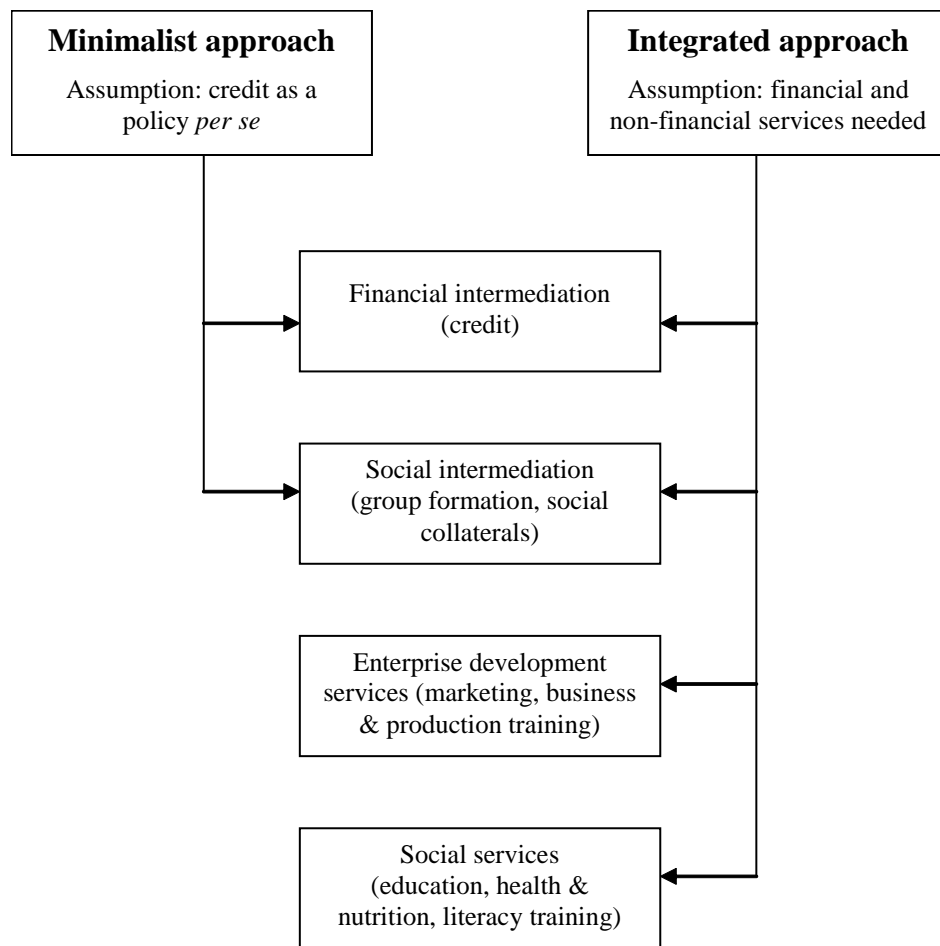 Minimalist approach
Assumption: credit as a
policy per se
Integrated approach
Assumption: financial and
non-financial services needed
Financial intermediation
(credit)
Social intermediation
(group formation, social
collaterals)
Enterprise development
services (marketing, business
& production training)
Social services
(education, health &
nutrition, literacy training)